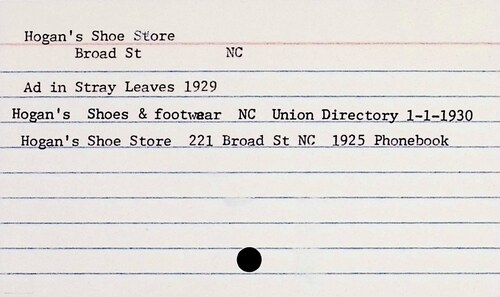 Hogan's Shoe Store
Broad St NC
Ad in Stray Leaves 1929
Hogan's Shoes & footwear NC Union Directory 1-1-1930
Hogan's Shoe Store 221 Broad St NC 1925 Phonebook